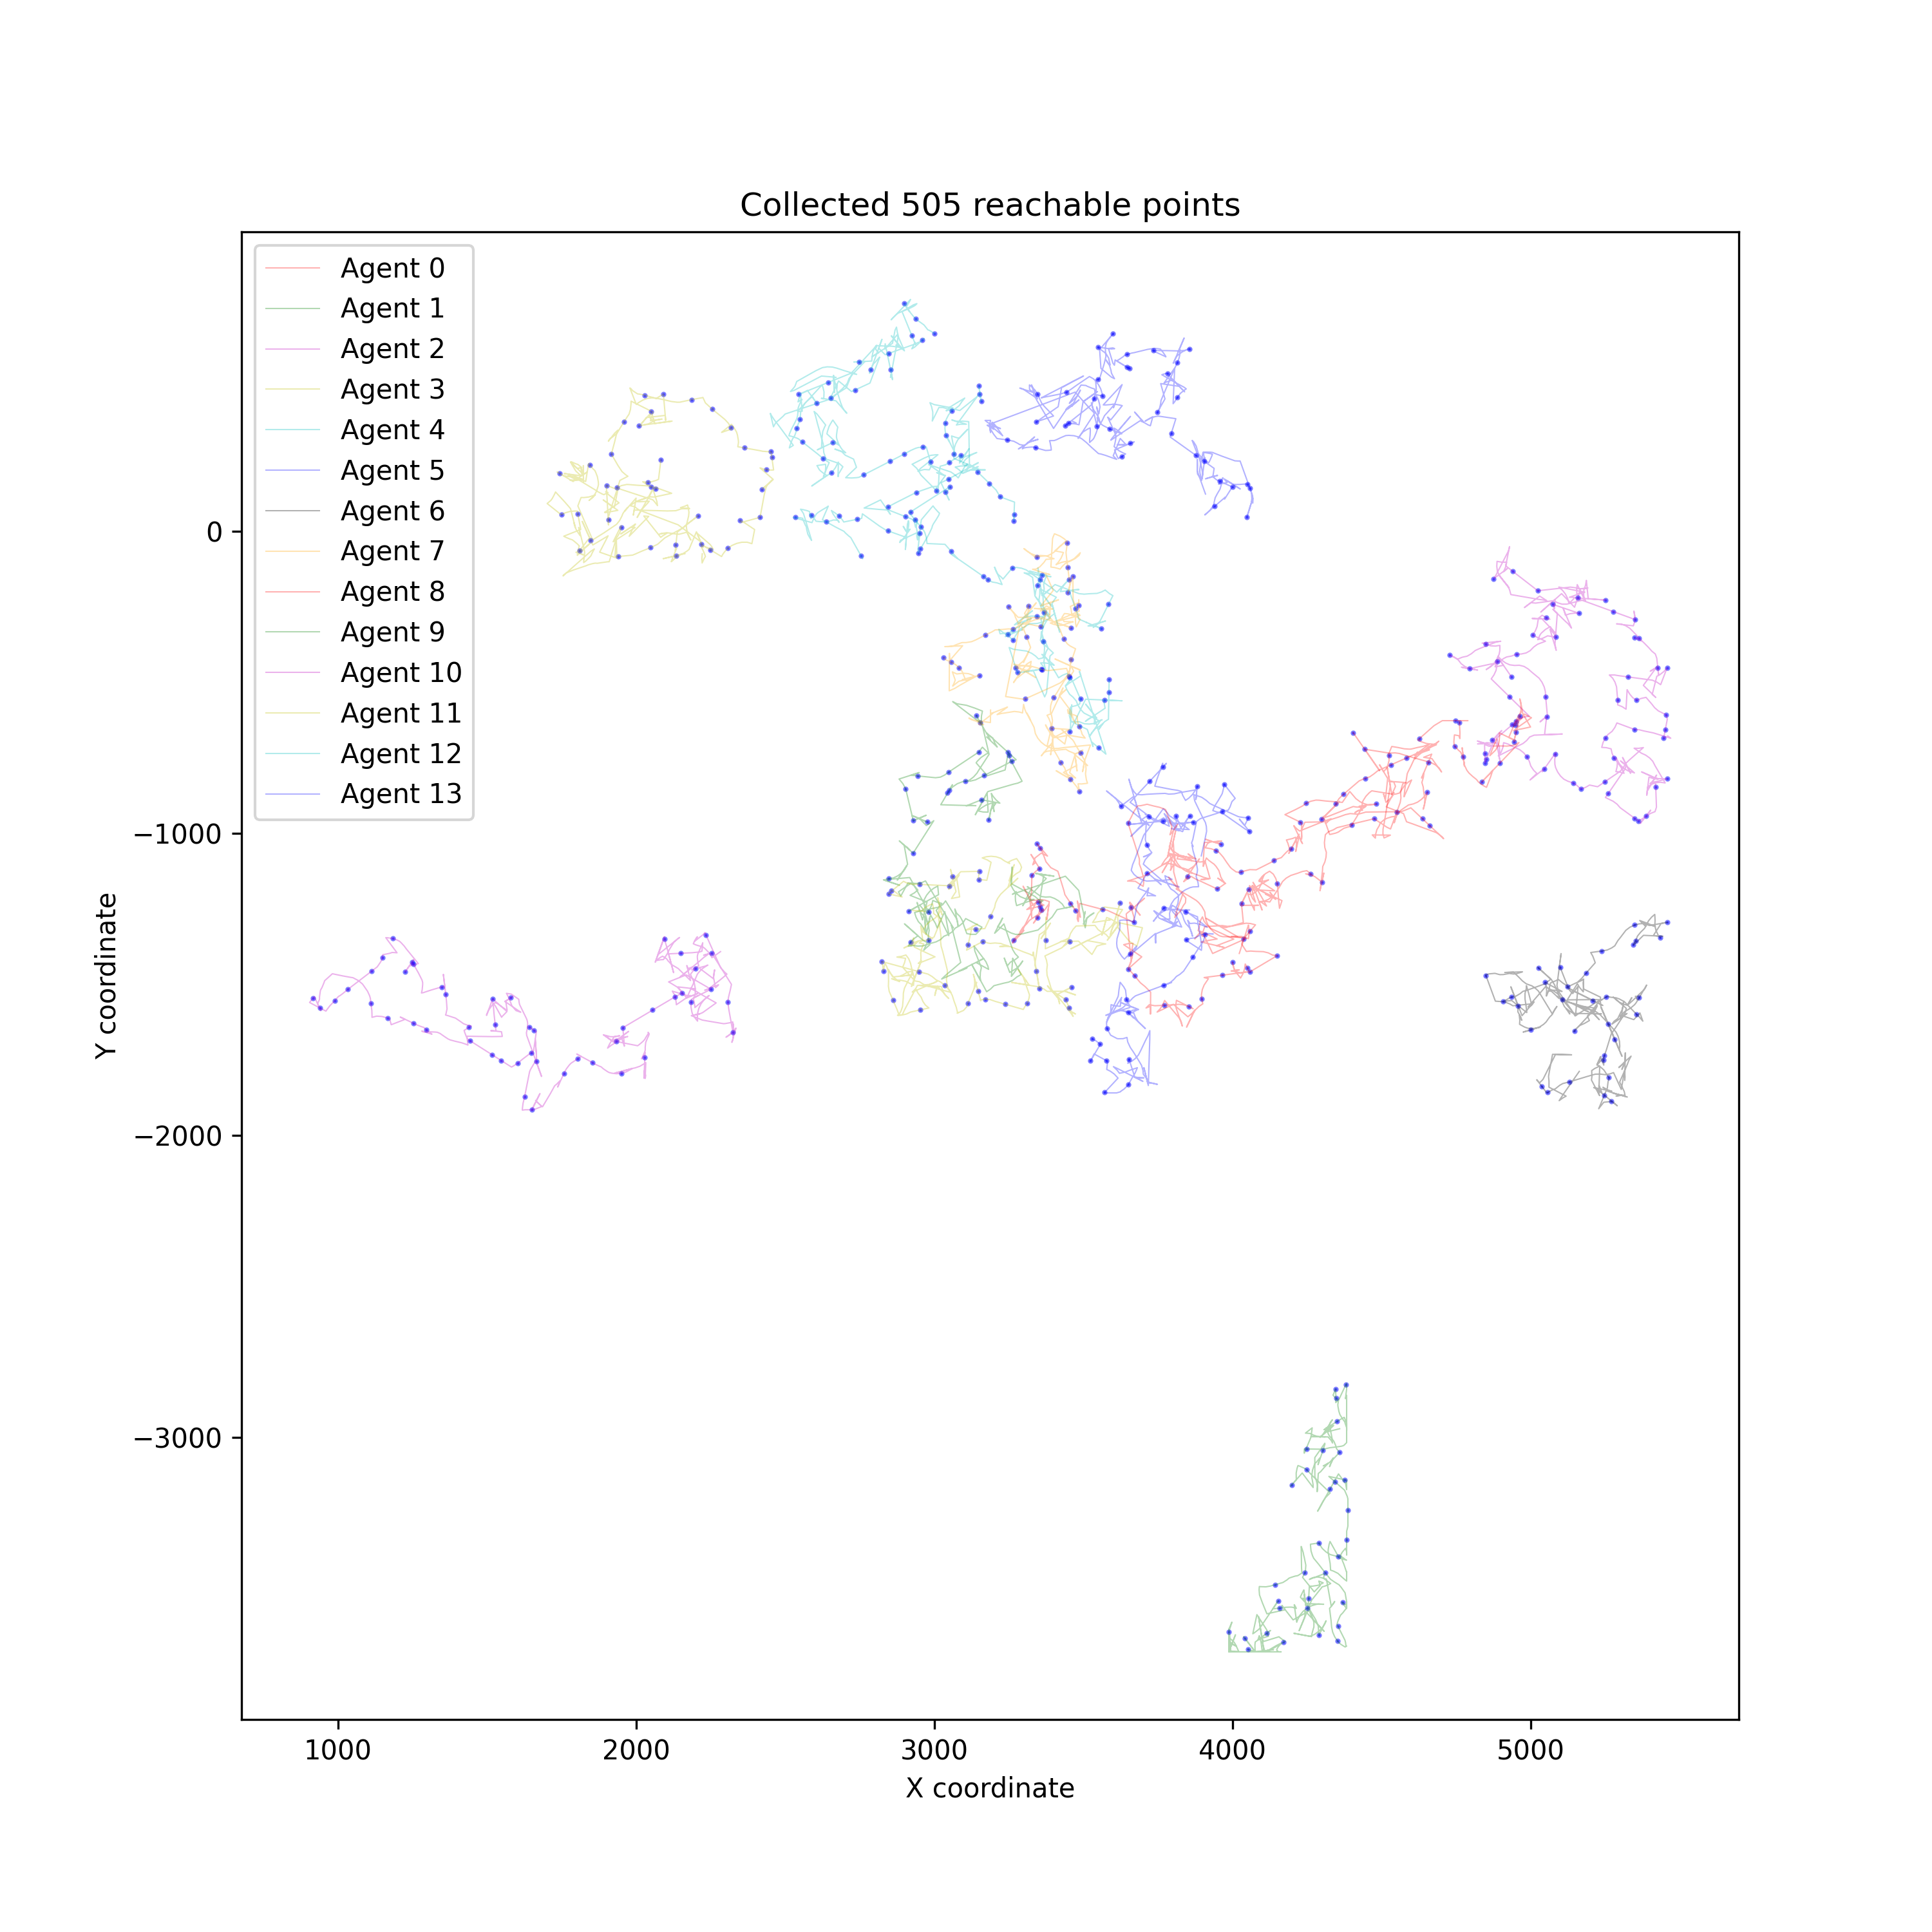 Collected 505 reachable points
Agent 0
Agent 1
Agent 2
Agent 3
Agent 4
Agent 5
Agent 6
Agent 7
Agent 8
Agent 9
Agent 10
Agent 11
Agent 12
Agent 13
0
−1000
−2000
−3000
Y coordinate
1000 2000 3000 4000 5000
X coordinate